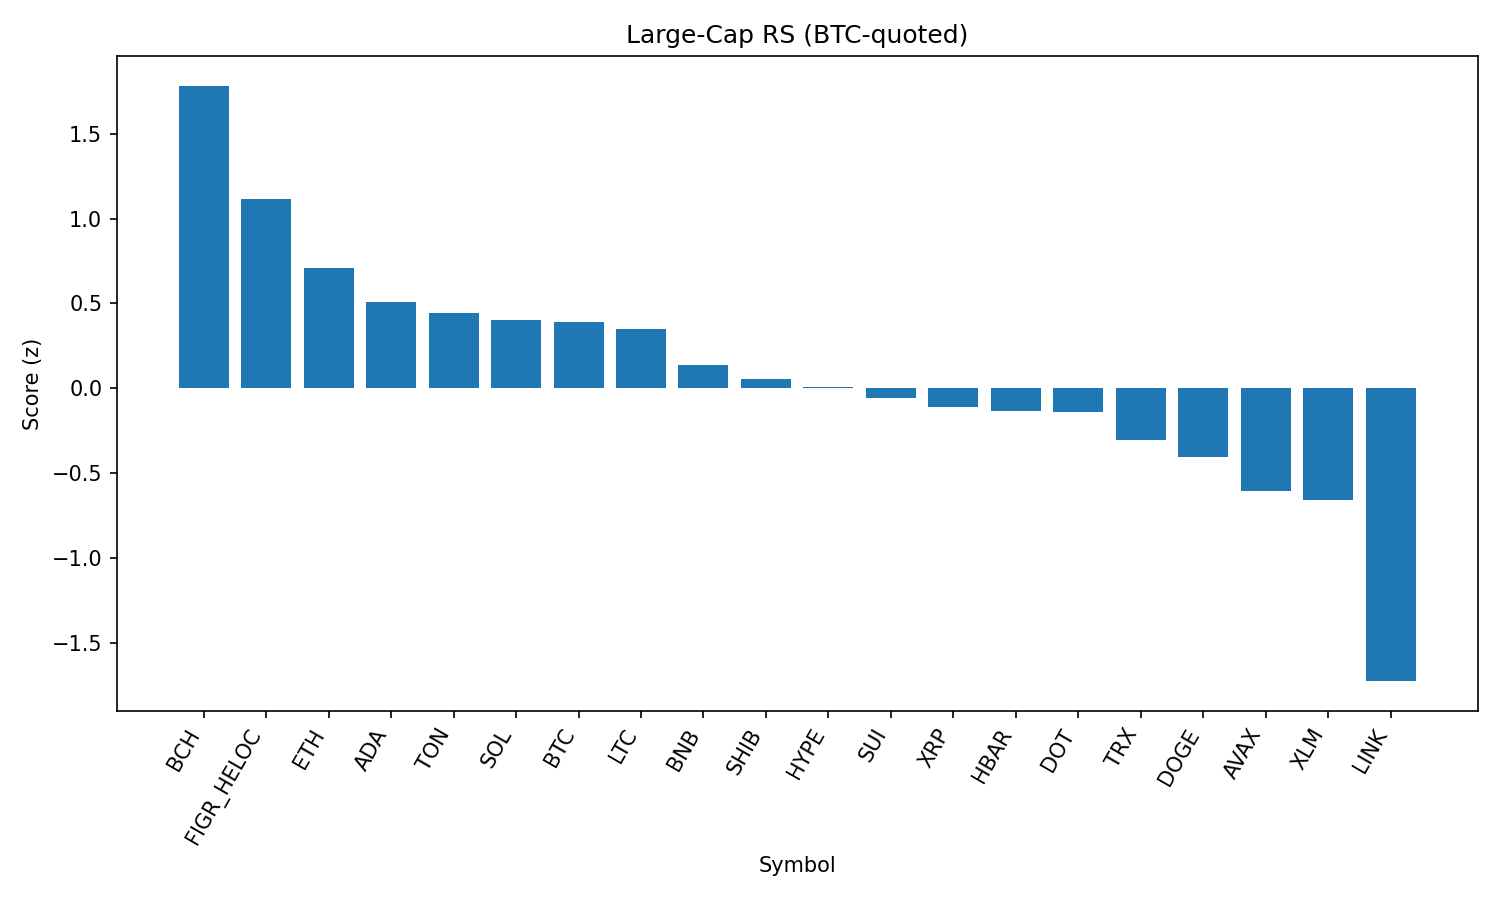 Large-Cap RS (BTC-quoted)
Score (z)
1.5
1.0
0.5
0.0
−0.5
−1.0
−1.5
BCH
FIGR_HELOC
ETH
ADA
TON
SOL
BTC
LTC
BNB
SHIB
HYPE
SUI
XRP
HBAR
DOT
TRX
DOGE
AVAX
XLM
LINK
Symbol